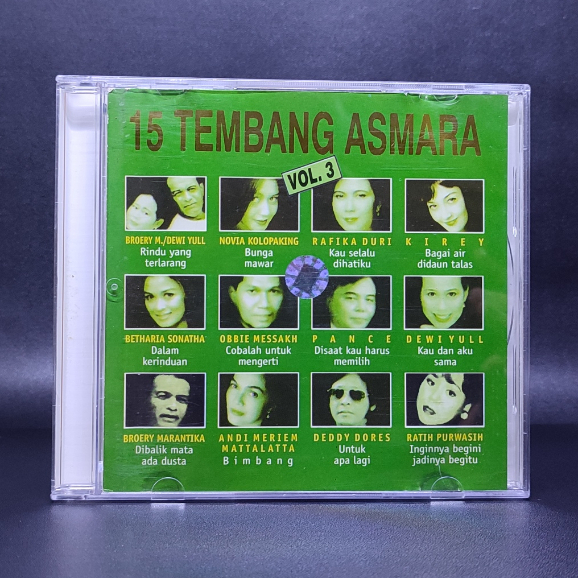 15 TEMBANG ASMARA
VOL. 3
BROERY M./DEWI YULL
Rindu yang
terlarang
NOVIA KOLOPAKING
Bunga
mawar
RAFIKA DURI
Kau selalu
dihatiku
KIREY
Bagai air
didaun talas
BETHARIA SONATHA
Dalam
kerinduan
OBBIE MESSAKH
Cobalah untuk
mengerti
PANCE
Disaat kau harus
memilih
DEWI YULL
Kau dan aku
sama
BROERY MARANTIKA
Dibalik mata
ada dusta
ANDI MERIEM
MATTALATTA
Bimbang
DEDDY DORES
Untuk
apa lagi
RATIH PURWASIH
Inginnya begini
jadinya begitu